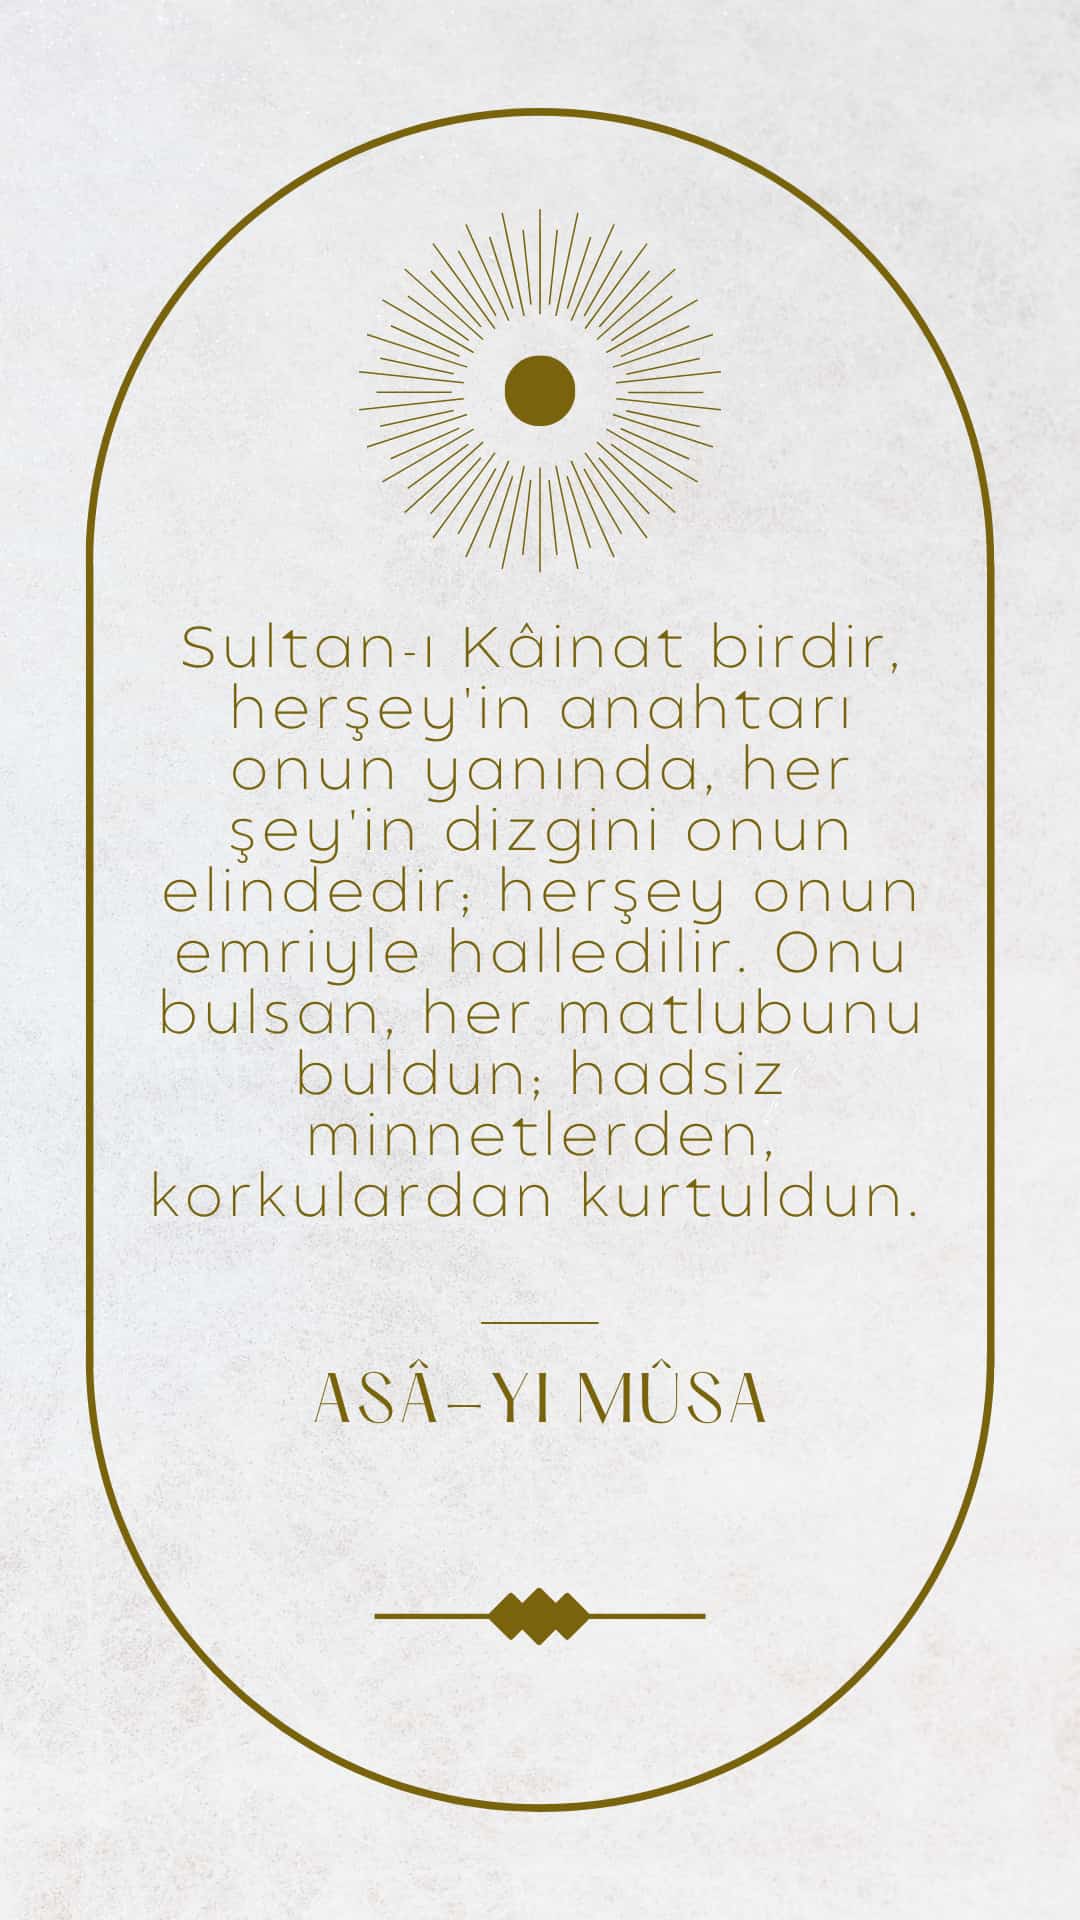 Sultan-ı Kâinat birdir,
herşey'in anahtarı
onun yanında, her
şey'in dizgini onun
elindedir; herşey onun
emriyle halledilir. Onu
bulsan, her matlubunu
buldun; hadsiz
minnetlerden,
korkulardan kurtuldun.
ASÂ-YI MÛSA